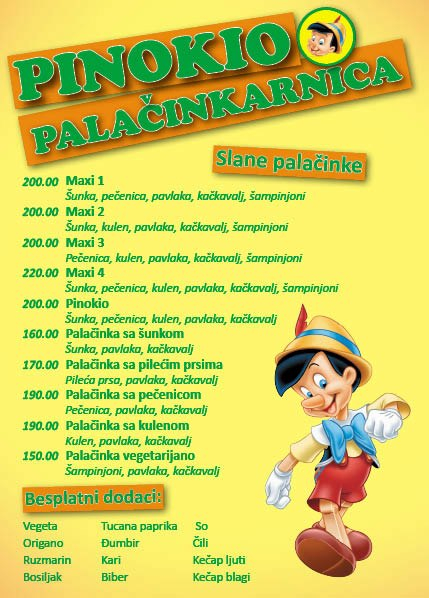 PINOKIO
PALAČINKARNICA
Slane palačinke
200.00 Maxi 1
Šunka, pečenica, pavlaka, kačkavalj, šampinjoni
200.00 Maxi 2
Šunka, kulen, pavlaka, kačkavalj, šampinjoni
200.00 Maxi 3
Pečenica, kulen, pavlaka, kačkavalj, šampinjoni
220.00 Maxi 4
Šunka, pečenica, kulen, pavlaka, kačkavalj, šampinjoni
200.00 Pinokio
Šunka, pečenica, kulen, pavlaka, kačkavalj
160.00 Palačinka sa šunkom
Šunka, pavlaka, kačkavalj
170.00 Palačinka sa pilećim prsima
Pileća prsa, pavlaka, kačkavalj
190.00 Palačinka sa pečenicom
Pečenica, pavlaka, kačkavalj
190.00 Palačinka sa kulenom
Kulen, pavlaka, kačkavalj
150.00 Palačinka vegetarijano
Šampinjoni, pavlaka, kačkavalj
Besplatni dodaci:
Vegeta Tucana paprika So
Origano Đumbir Čili
Ruzmarin Kari Kečap ljuti
Bosiljak Biber Kečap blagi